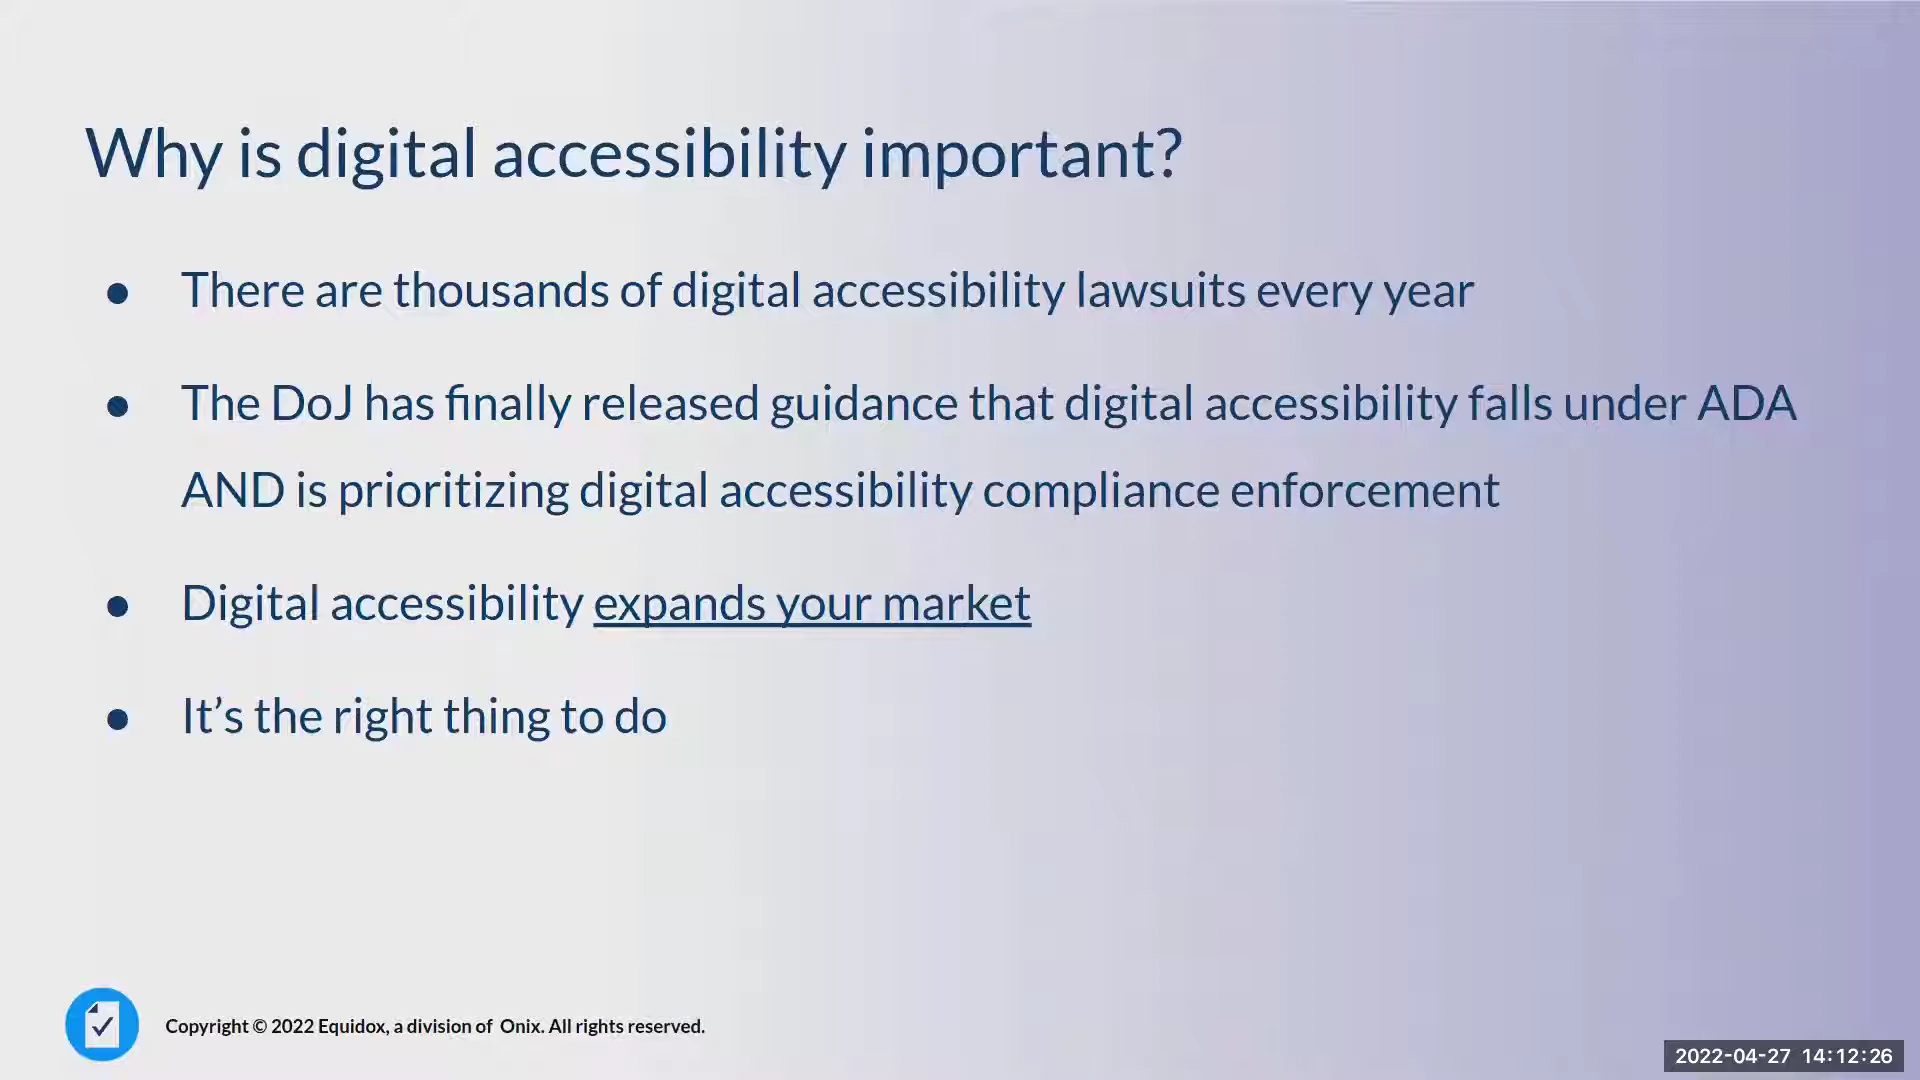 Why is digital accessibility important?
● There are thousands of digital accessibility lawsuits every year
● The DoJ has finally released guidance that digital accessibility falls under ADA
AND is prioritizing digital accessibility compliance enforcement
● Digital accessibility expands your market
● It’s the right thing to do
Copyright © 2022 Equidox, a division of Onix. All rights reserved.
2022-04-27 14:12:26